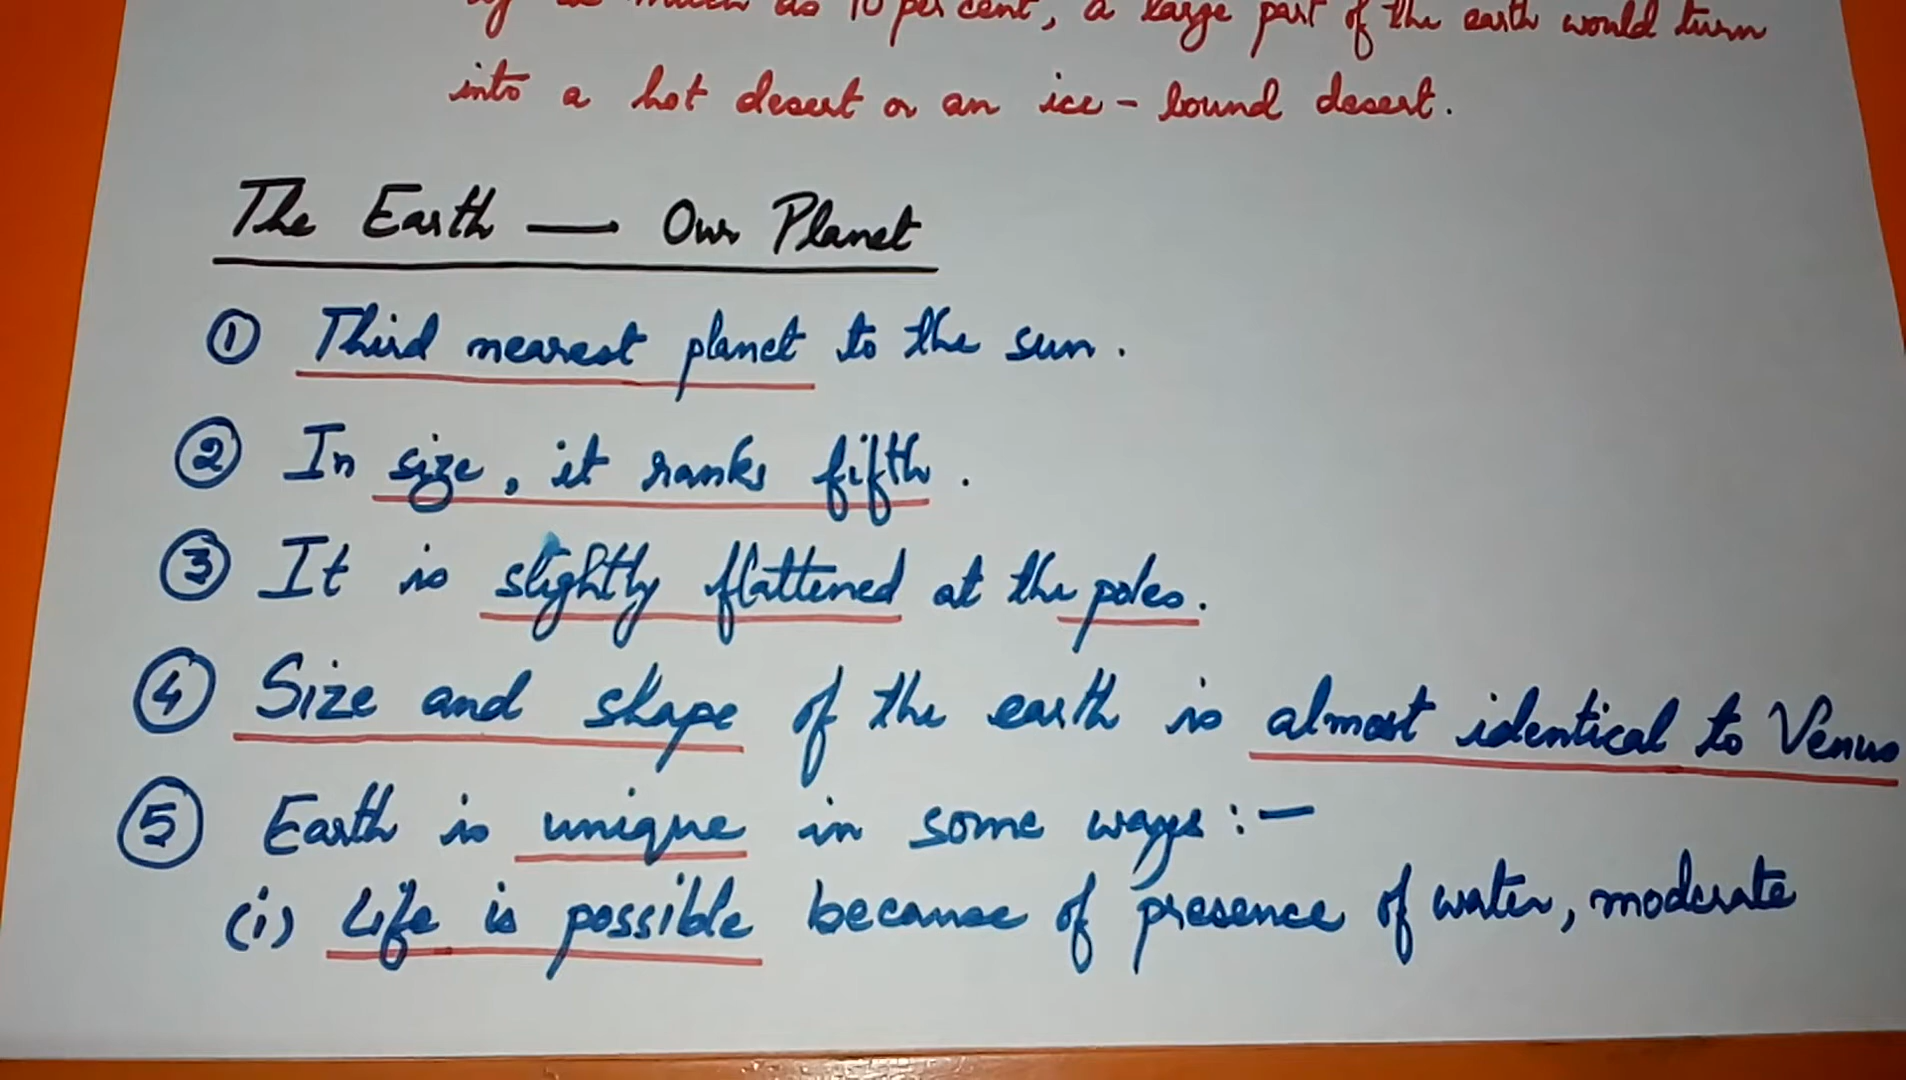 by as much as 10 per cent, a large part of the earth would turn
into a hot desert or an ice-bound desert.
The Earth — Our Planet
① Third nearest planet to the sun.
② In size, it ranks fifth.
③ It is slightly flattened at the poles.
④ Size and shape of the earth is almost identical to Venus
⑤ Earth is unique in some ways:-
(i) Life is possible because of presence of water, moderate